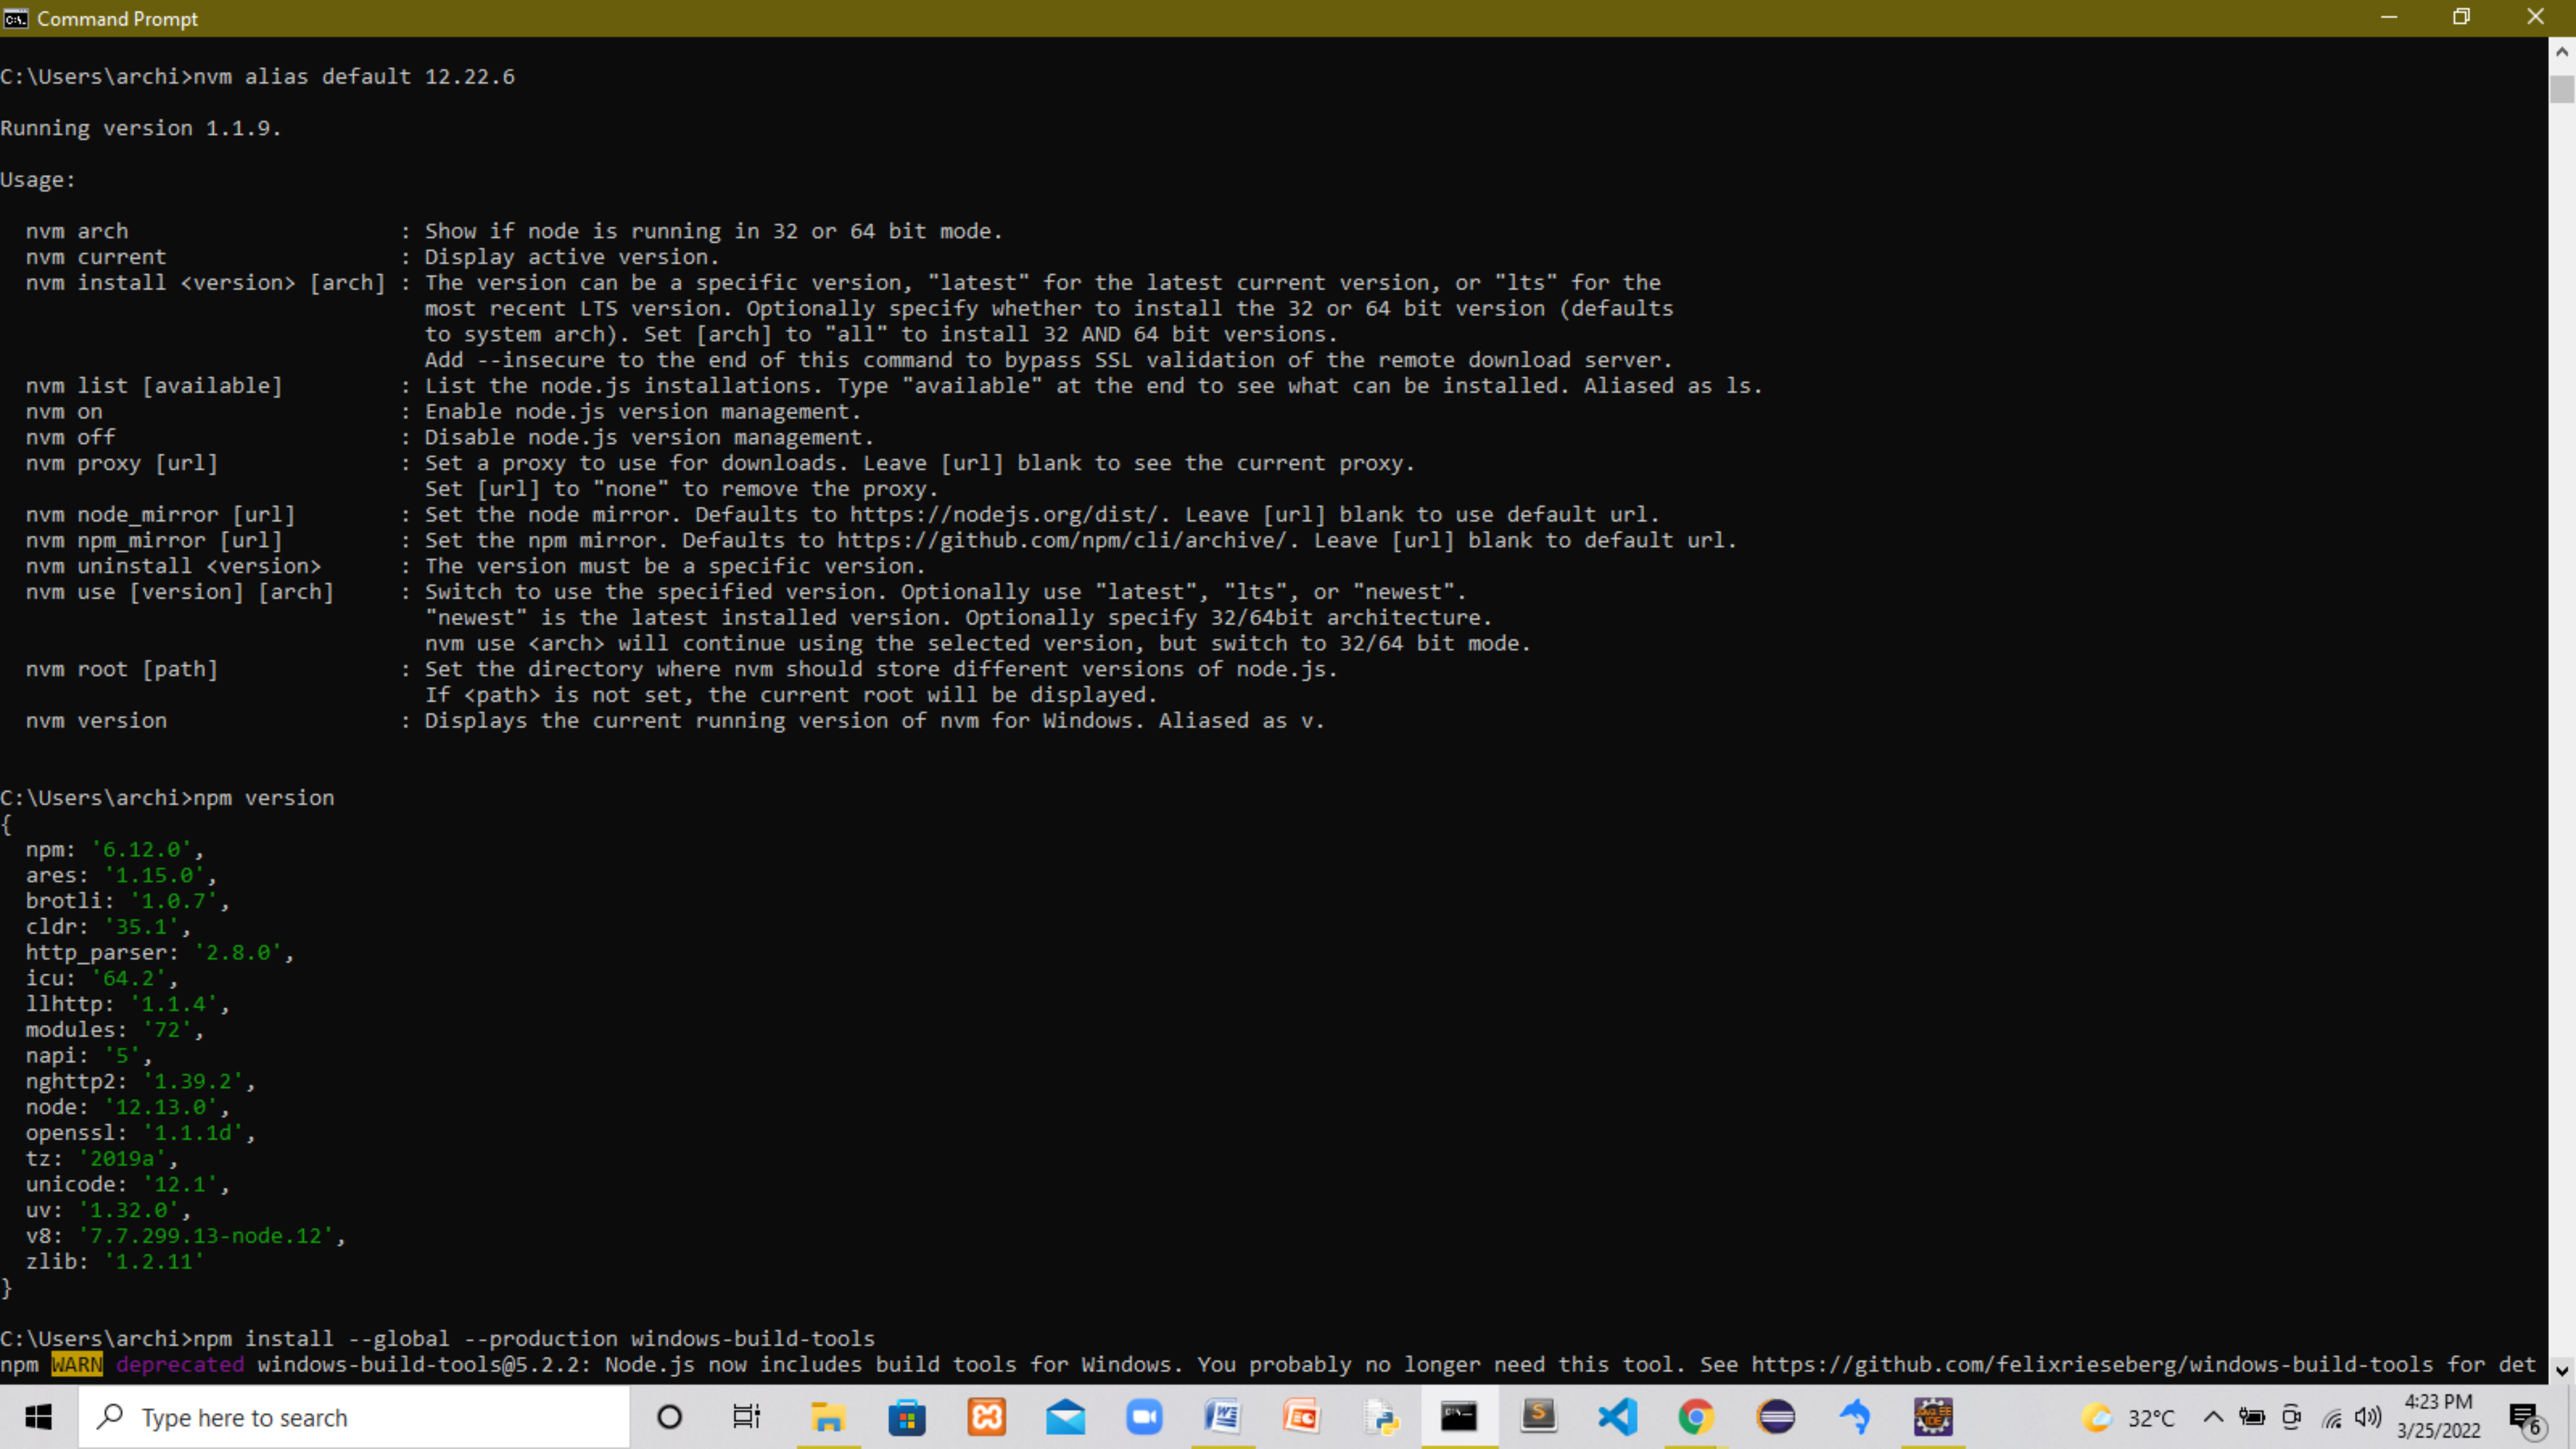 Command Prompt
C:\Users\archi>nvm alias default 12.22.6
Running version 1.1.9.
Usage:
nvm arch : Show if node is running in 32 or 64 bit mode.
nvm current : Display active version.
nvm install <version> [arch] : The version can be a specific version, "latest" for the latest current version, or "lts" for the
most recent LTS version. Optionally specify whether to install the 32 or 64 bit version (defaults
to system arch). Set [arch] to "all" to install 32 AND 64 bit versions.
Add --insecure to the end of this command to bypass SSL validation of the remote download server.
nvm list [available] : List the node.js installations. Type "available" at the end to see what can be installed. Aliased as ls.
nvm on : Enable node.js version management.
nvm off : Disable node.js version management.
nvm proxy [url] : Set a proxy to use for downloads. Leave [url] blank to see the current proxy.
Set [url] to "none" to remove the proxy.
nvm node_mirror [url] : Set the node mirror. Defaults to https://nodejs.org/dist/. Leave [url] blank to use default url.
nvm npm_mirror [url] : Set the npm mirror. Defaults to https://github.com/npm/cli/archive/. Leave [url] blank to default url.
nvm uninstall <version> : The version must be a specific version.
nvm use [version] [arch] : Switch to use the specified version. Optionally use "latest", "lts", or "newest".
"newest" is the latest installed version. Optionally specify 32/64bit architecture.
nvm use <arch> will continue using the selected version, but switch to 32/64 bit mode.
nvm root [path] : Set the directory where nvm should store different versions of node.js.
If <path> is not set, the current root will be displayed.
nvm version : Displays the current running version of nvm for Windows. Aliased as v.
C:\Users\archi>npm version
{
npm: '6.12.0',
ares: '1.15.0',
brotli: '1.0.7',
cldr: '35.1',
http_parser: '2.8.0',
icu: '64.2',
llhttp: '1.1.4',
modules: '72',
napi: '5',
nghttp2: '1.39.2',
node: '12.13.0',
openssl: '1.1.1d',
tz: '2019a',
unicode: '12.1',
uv: '1.32.0',
v8: '7.7.299.13-node.12',
zlib: '1.2.11'
}
C:\Users\archi>npm install --global --production windows-build-tools
npm WARN deprecated windows-build-tools@5.2.2: Node.js now includes build tools for Windows. You probably no longer need this tool. See https://github.com/felixrieseberg/windows-build-tools for det
Type here to search
32°C
4:23 PM
3/25/2022
6